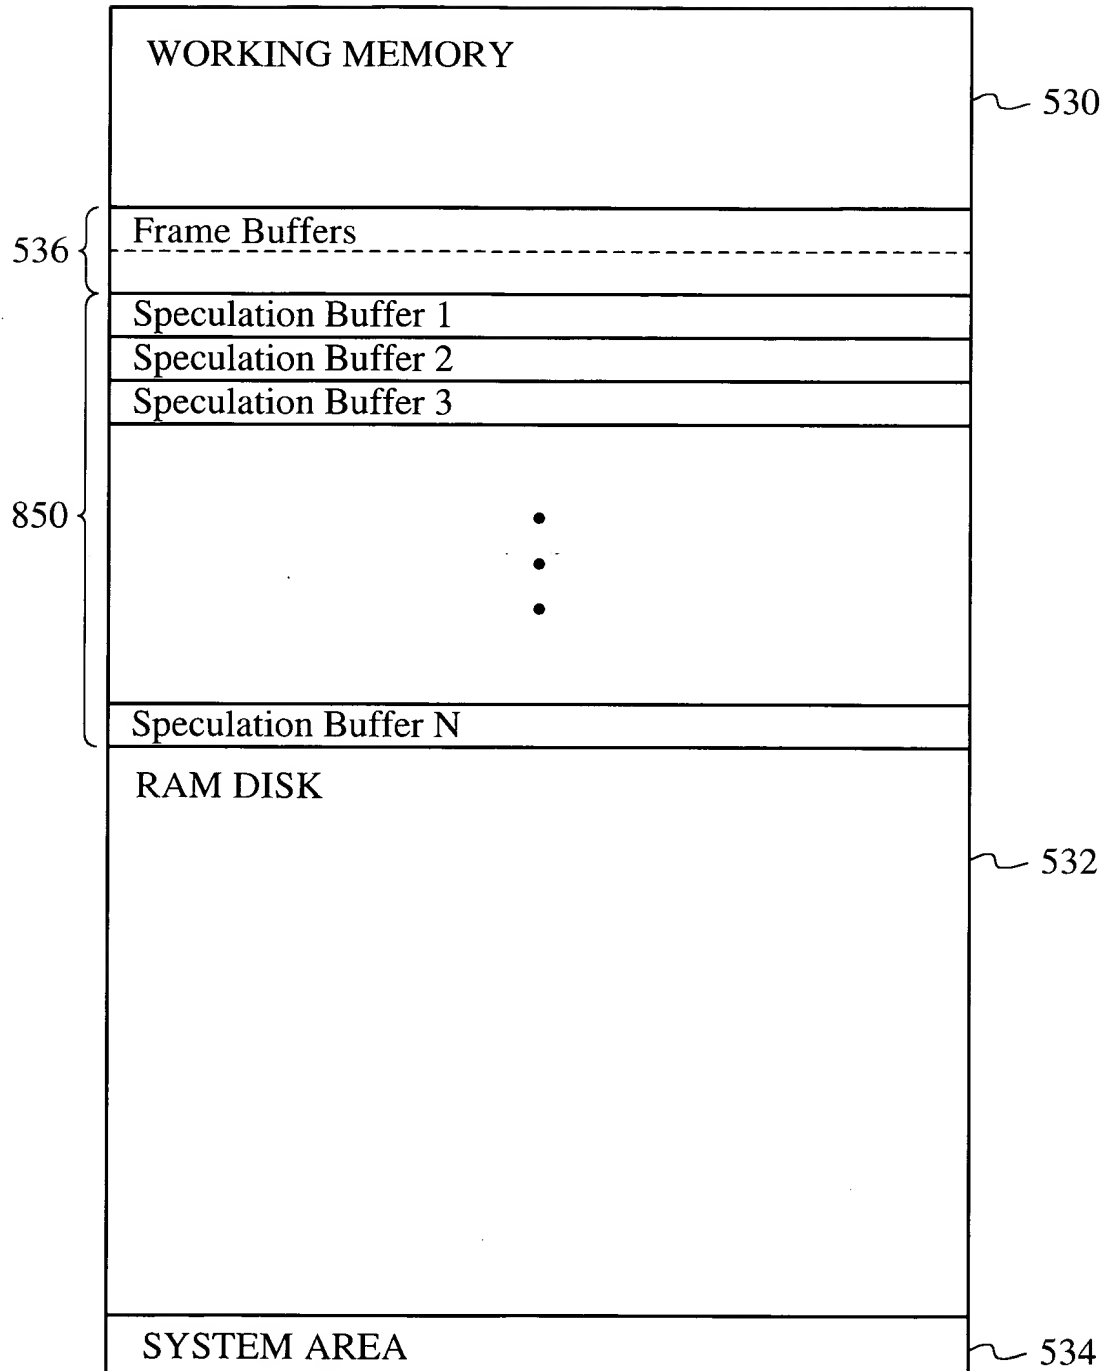 WORKING MEMORY
530
Frame Buffers
536
Speculation Buffer 1
Speculation Buffer 2
Speculation Buffer 3
850
Speculation Buffer N
RAM DISK
532
SYSTEM AREA
534